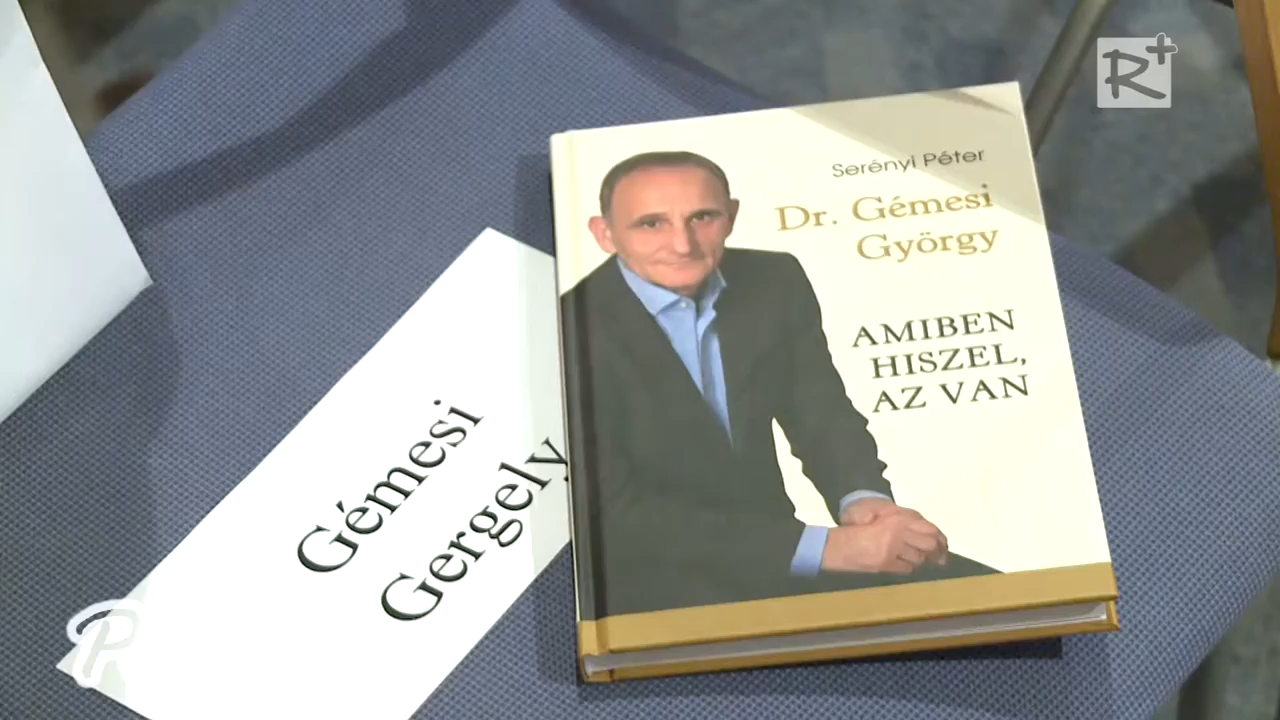 R+
Serényi Péter
Dr. Gémesi
György
AMIBEN
HISZEL,
AZ VAN
Gémesi
Gergely
P